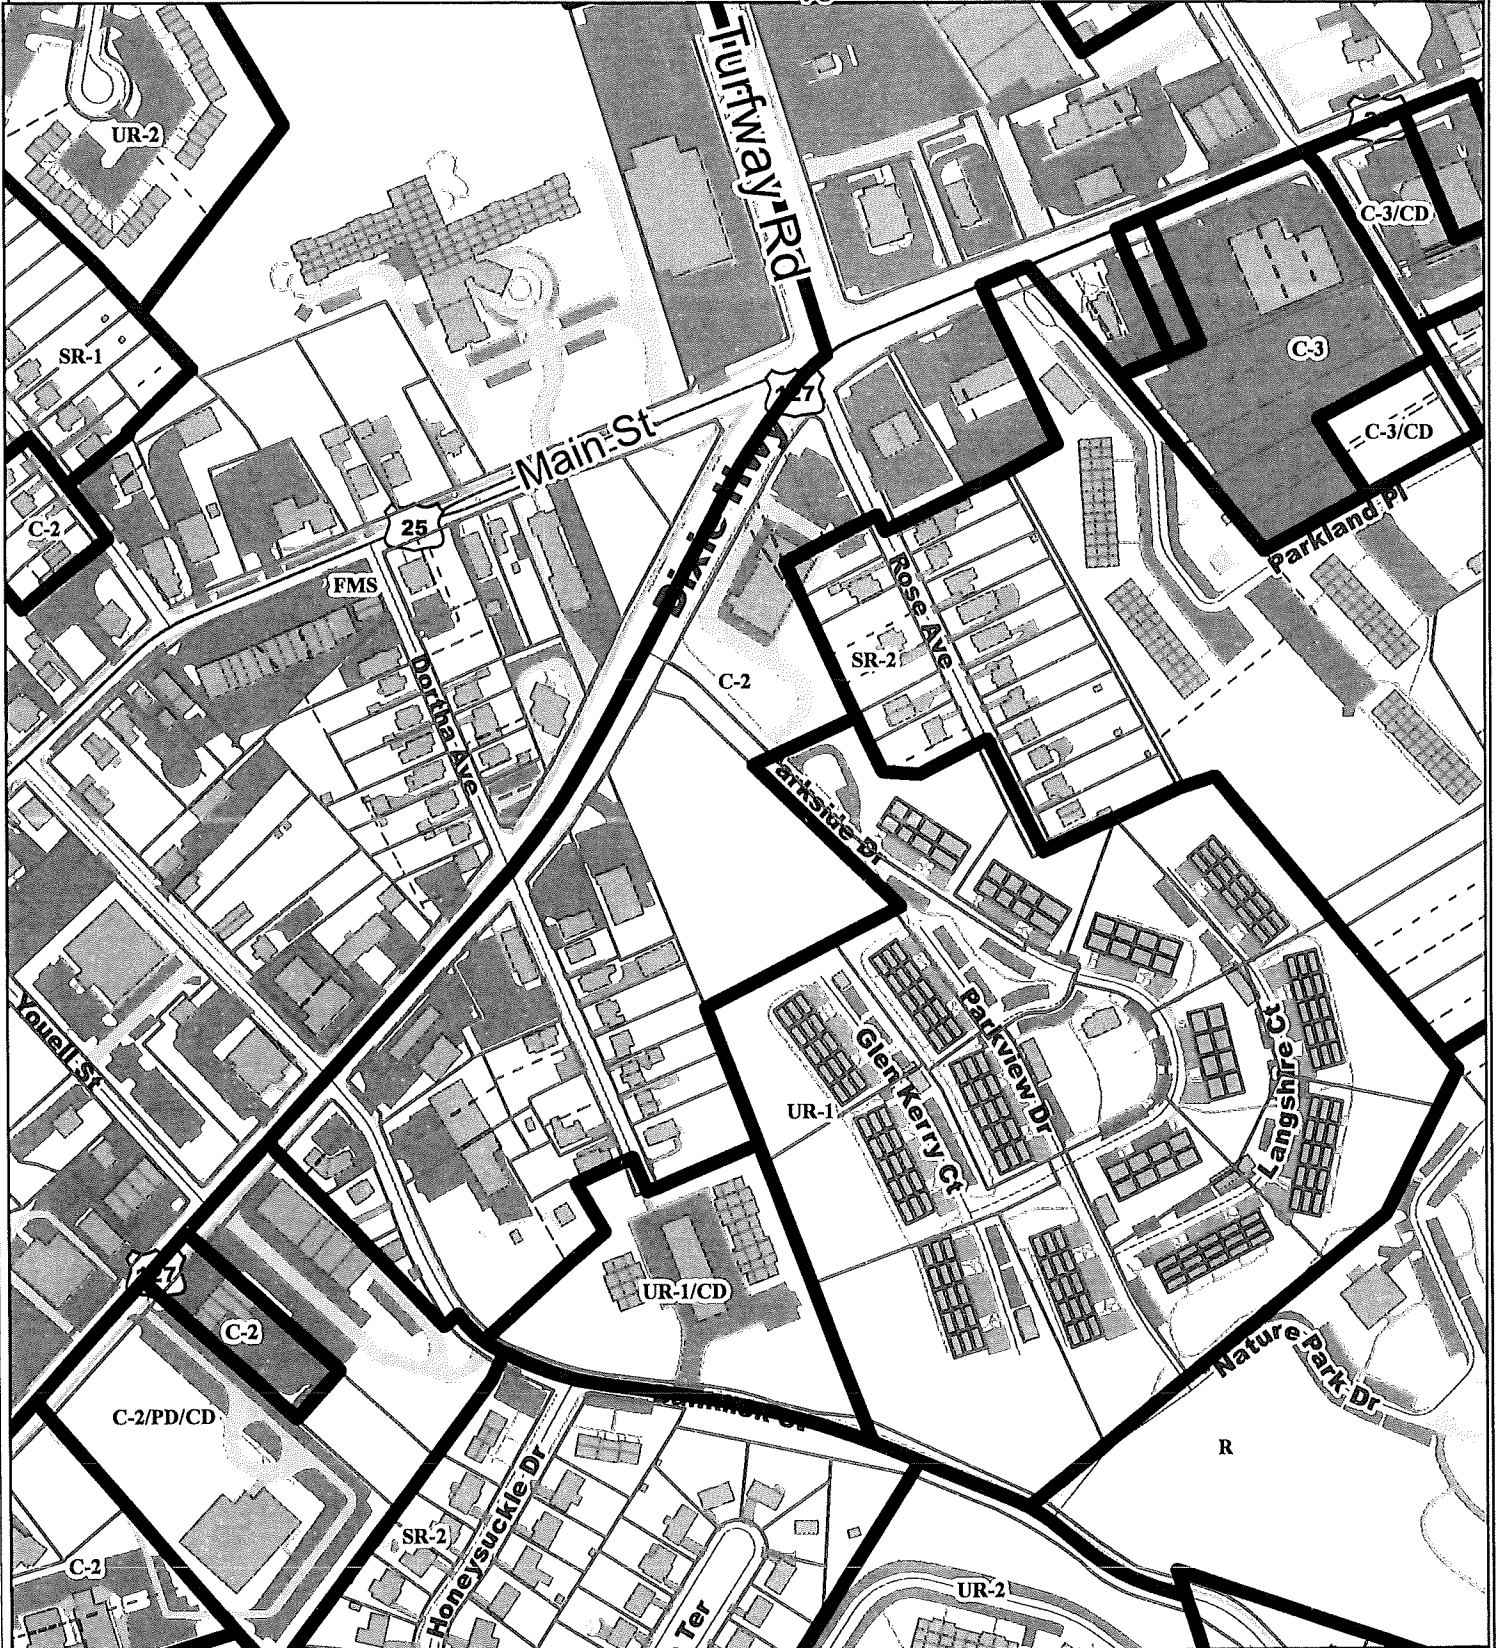 Turfway Rd
UR-2
C-3/CD
SR-1
C-3
127
C-3/CD
Main St
C-2
25
Dixie Hwy
Parkland Pl
FMS
Rose Ave
SR-2
Dortha Ave
C-2
Parkside Dr
Youell St
Parkview Dr
Glen Kerry Ct
Langshire Ct
UR-1
127
UR-1/CD
C-2
Nature Park Dr
C-2/PD/CD
R
Honeysuckle Dr
SR-2
C-2
UR-2
Ter